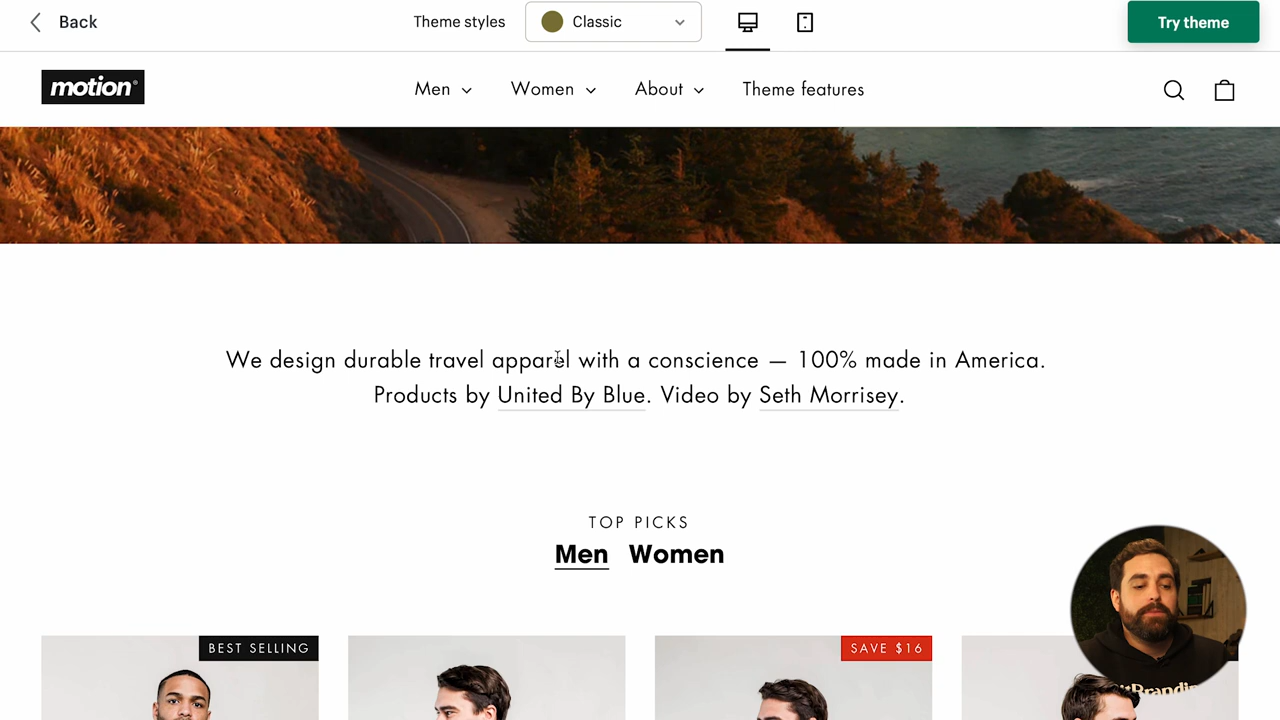 Back
Theme styles
Classic
Try theme
motion
Men
Women
About
Theme features
We design durable travel apparel with a conscience — 100% made in America.
Products by United By Blue. Video by Seth Morrisey.
TOP PICKS
Men Women
BEST SELLING
SAVE $16